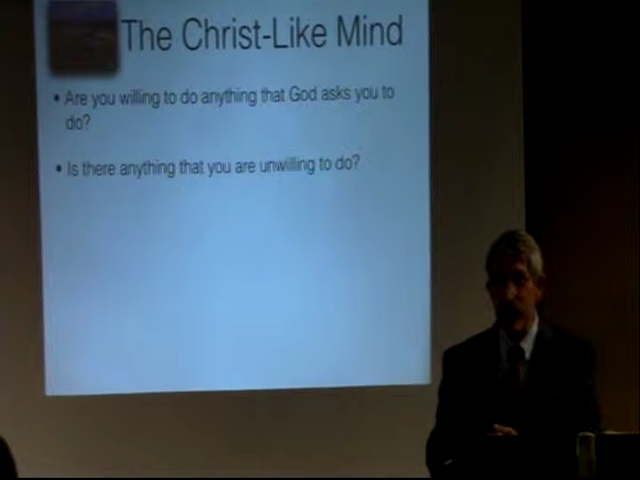 The Christ-Like Mind
• Are you willing to do anything that God asks you to
do?
• Is there anything that you are unwilling to do?